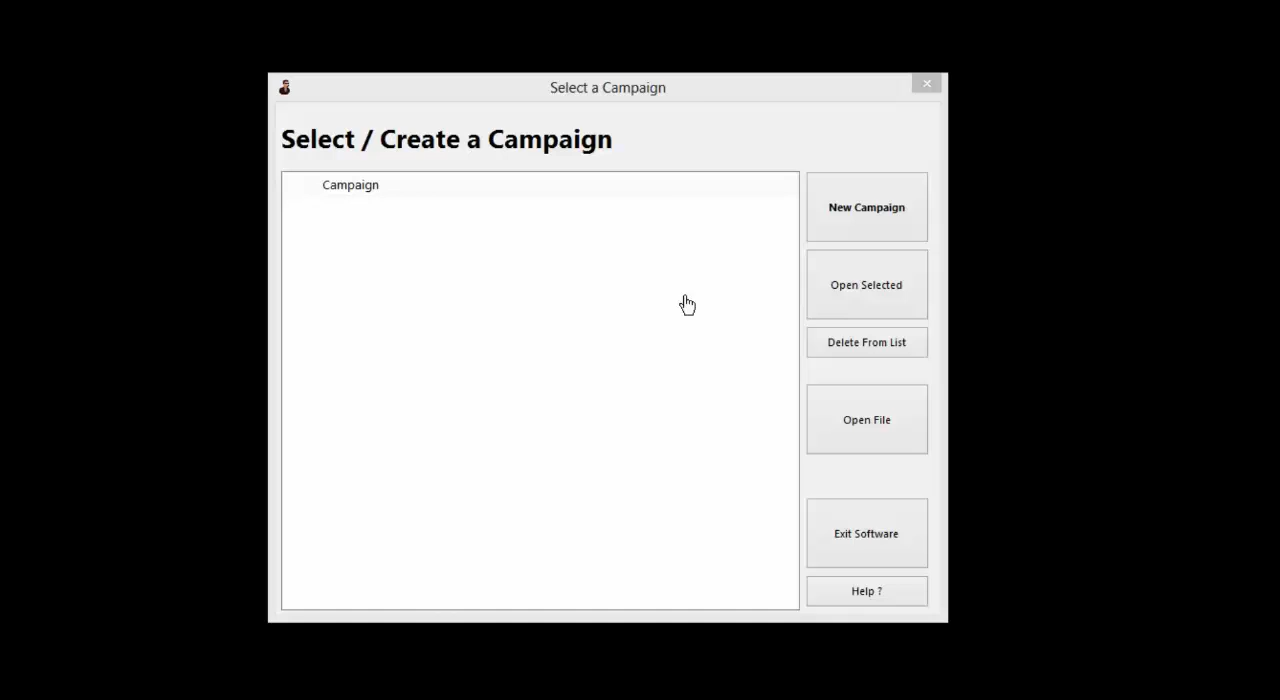 Select a Campaign
Select / Create a Campaign
Campaign
New Campaign
Open Selected
Delete From List
Open File
Exit Software
Help ?